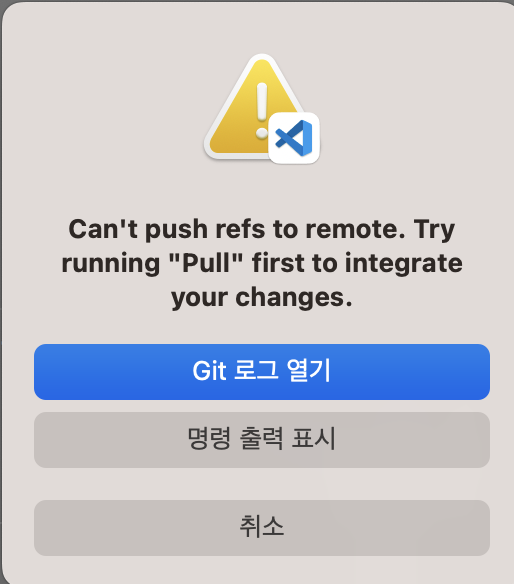 Can't push refs to remote. Try
running "Pull" first to integrate
your changes.
Git 로그 열기
명령 출력 표시
취소